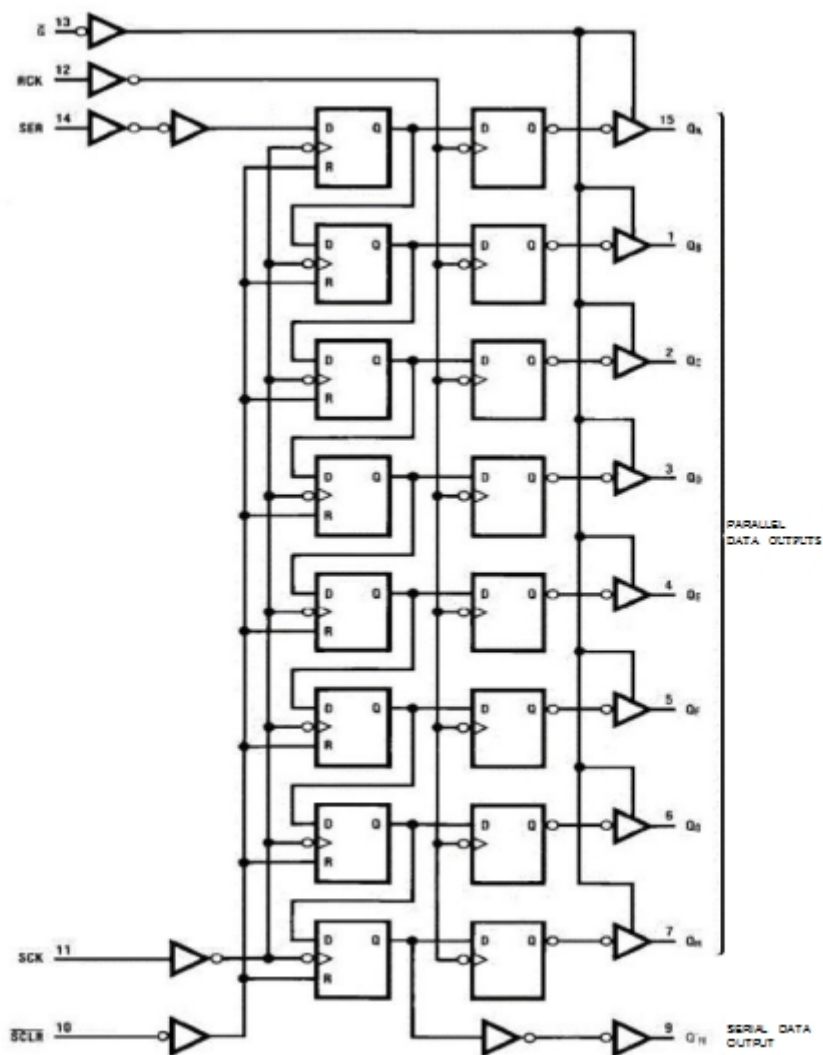 G 13
RCK 12
SER 14
D Q D Q 15 QA
R
D Q D Q 1 QB
R
D Q D Q 2 QC
R
D Q D Q 3 QD
R
PARALLEL
DATA OUTPUTS
D Q D Q 4 QE
R
D Q D Q 5 QF
R
D Q D Q 6 QG
R
D Q D Q 7 QH
SCK 11
R
SCLR 10
9 Q'H SERIAL DATA
OUTPUT